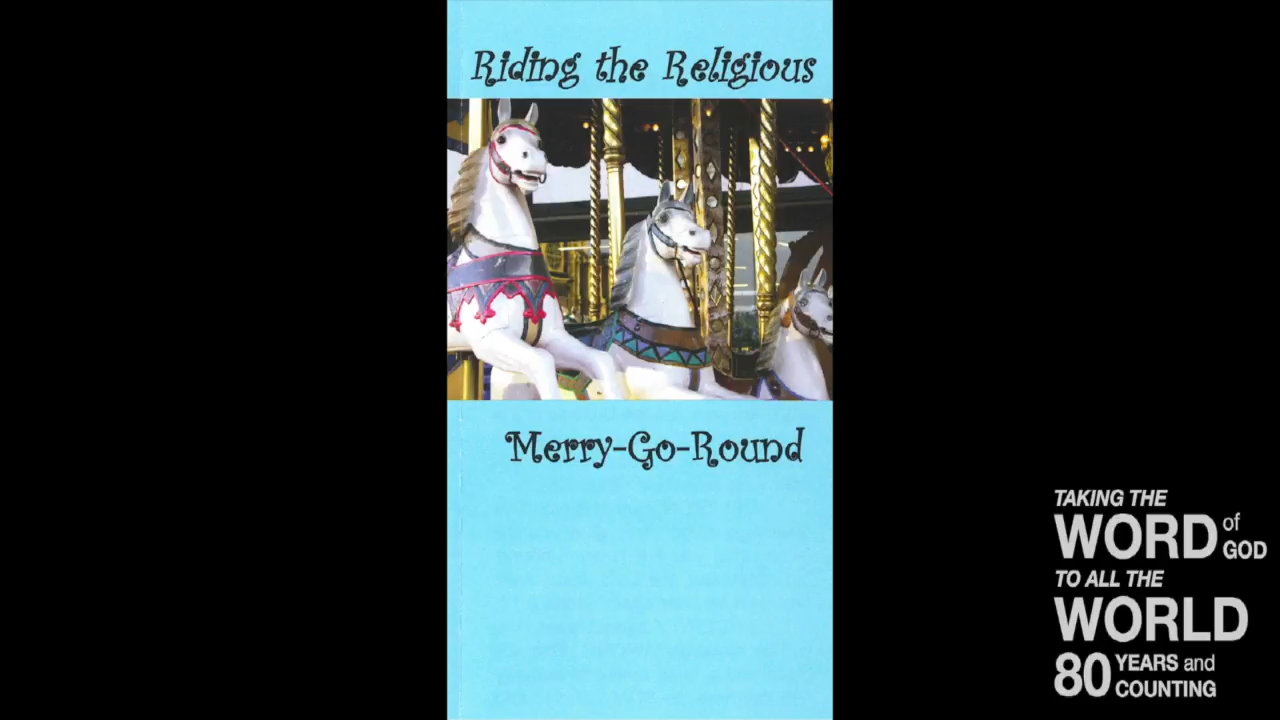 Riding the Religious
Merry-Go-Round
TAKING THE
WORD of GOD
TO ALL THE
WORLD
80 YEARS and COUNTING